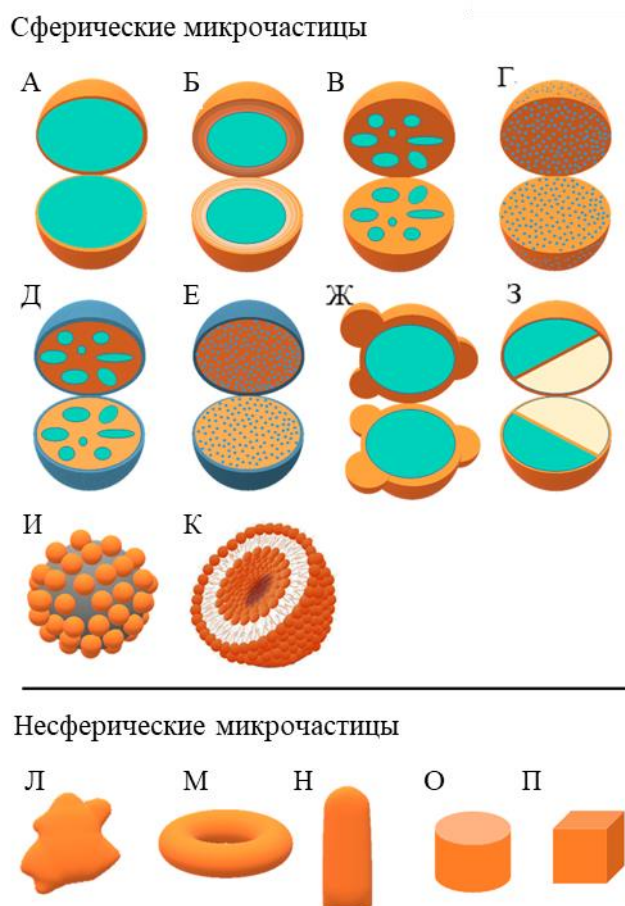 Сферические микрочастицы
А Б В Г
Д Е Ж З
И К
Несферические микрочастицы
Л М Н О П